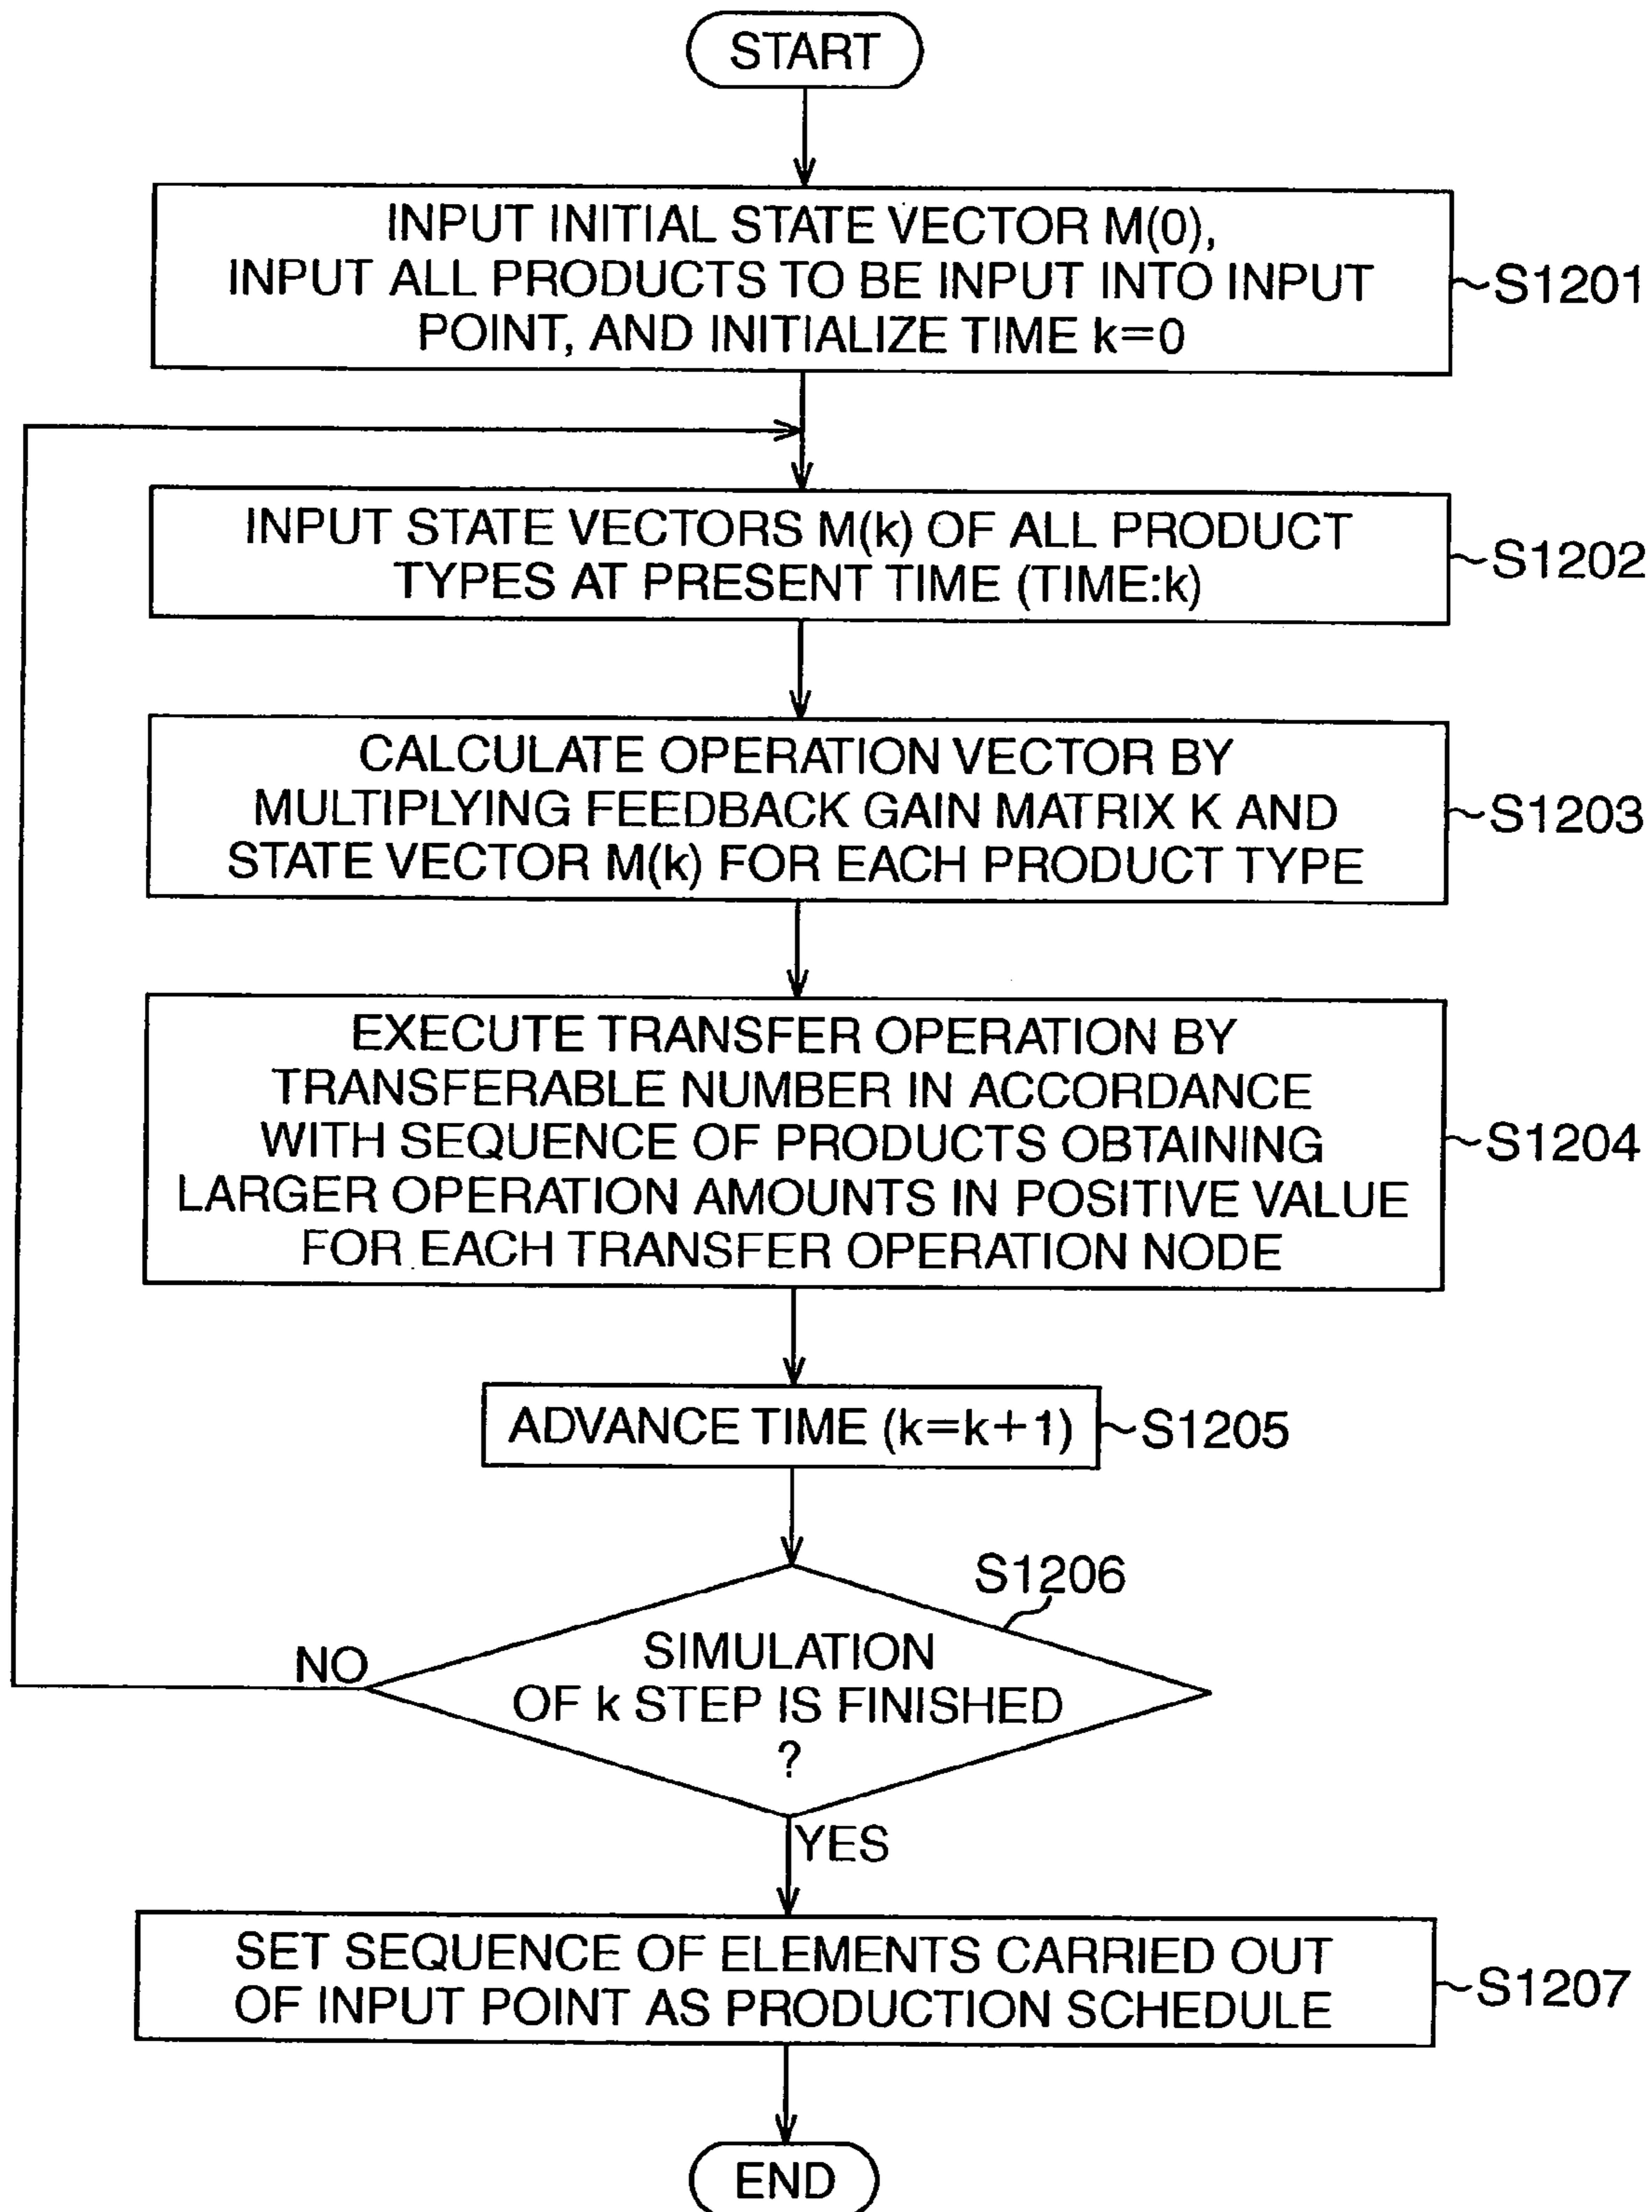 START
INPUT INITIAL STATE VECTOR M(0),
INPUT ALL PRODUCTS TO BE INPUT INTO INPUT
POINT, AND INITIALIZE TIME k=0
S1201
INPUT STATE VECTORS M(k) OF ALL PRODUCT
TYPES AT PRESENT TIME (TIME:k)
S1202
CALCULATE OPERATION VECTOR BY
MULTIPLYING FEEDBACK GAIN MATRIX K AND
STATE VECTOR M(k) FOR EACH PRODUCT TYPE
S1203
EXECUTE TRANSFER OPERATION BY
TRANSFERABLE NUMBER IN ACCORDANCE
WITH SEQUENCE OF PRODUCTS OBTAINING
LARGER OPERATION AMOUNTS IN POSITIVE VALUE
FOR EACH TRANSFER OPERATION NODE
S1204
ADVANCE TIME (k=k+1)
S1205
S1206
SIMULATION
OF k STEP IS FINISHED
?
NO
YES
SET SEQUENCE OF ELEMENTS CARRIED OUT
OF INPUT POINT AS PRODUCTION SCHEDULE
S1207
END